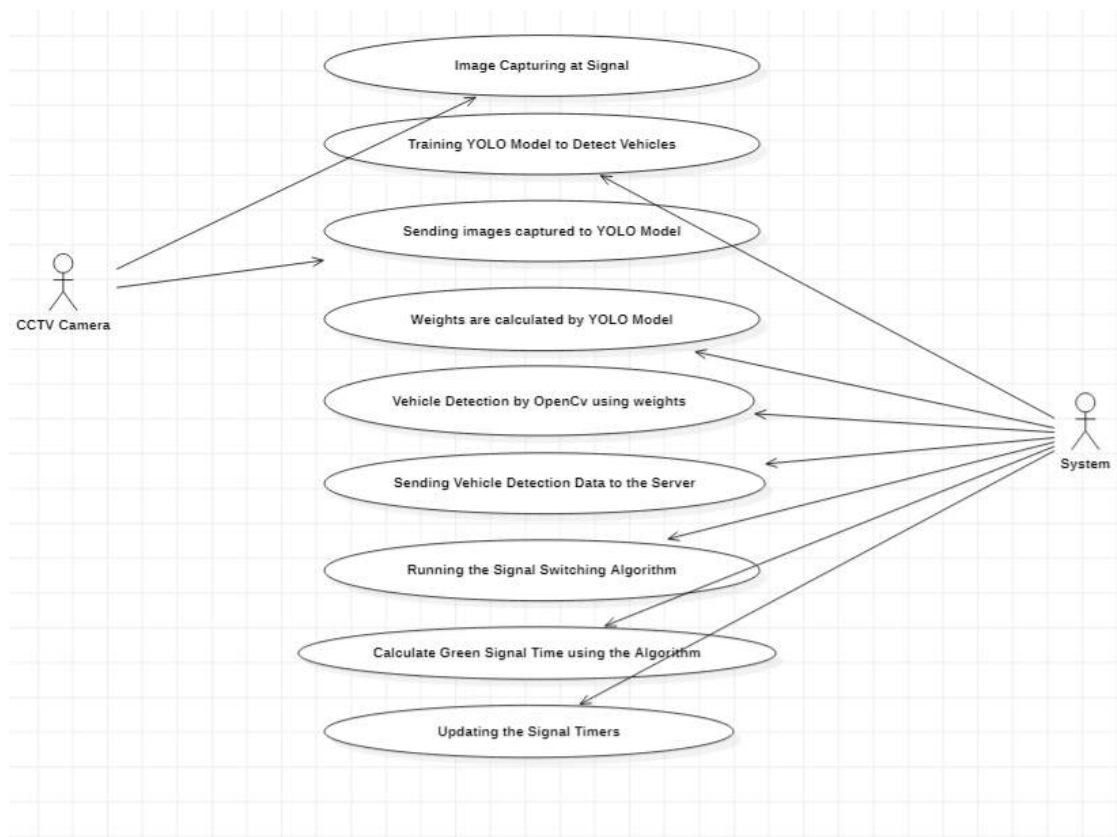 Image Capturing at Signal
Training YOLO Model to Detect Vehicles
Sending images captured to YOLO Model
CCTV Camera
Weights are calculated by YOLO Model
Vehicle Detection by OpenCv using weights
System
Sending Vehicle Detection Data to the Server
Running the Signal Switching Algorithm
Calculate Green Signal Time using the Algorithm
Updating the Signal Timers